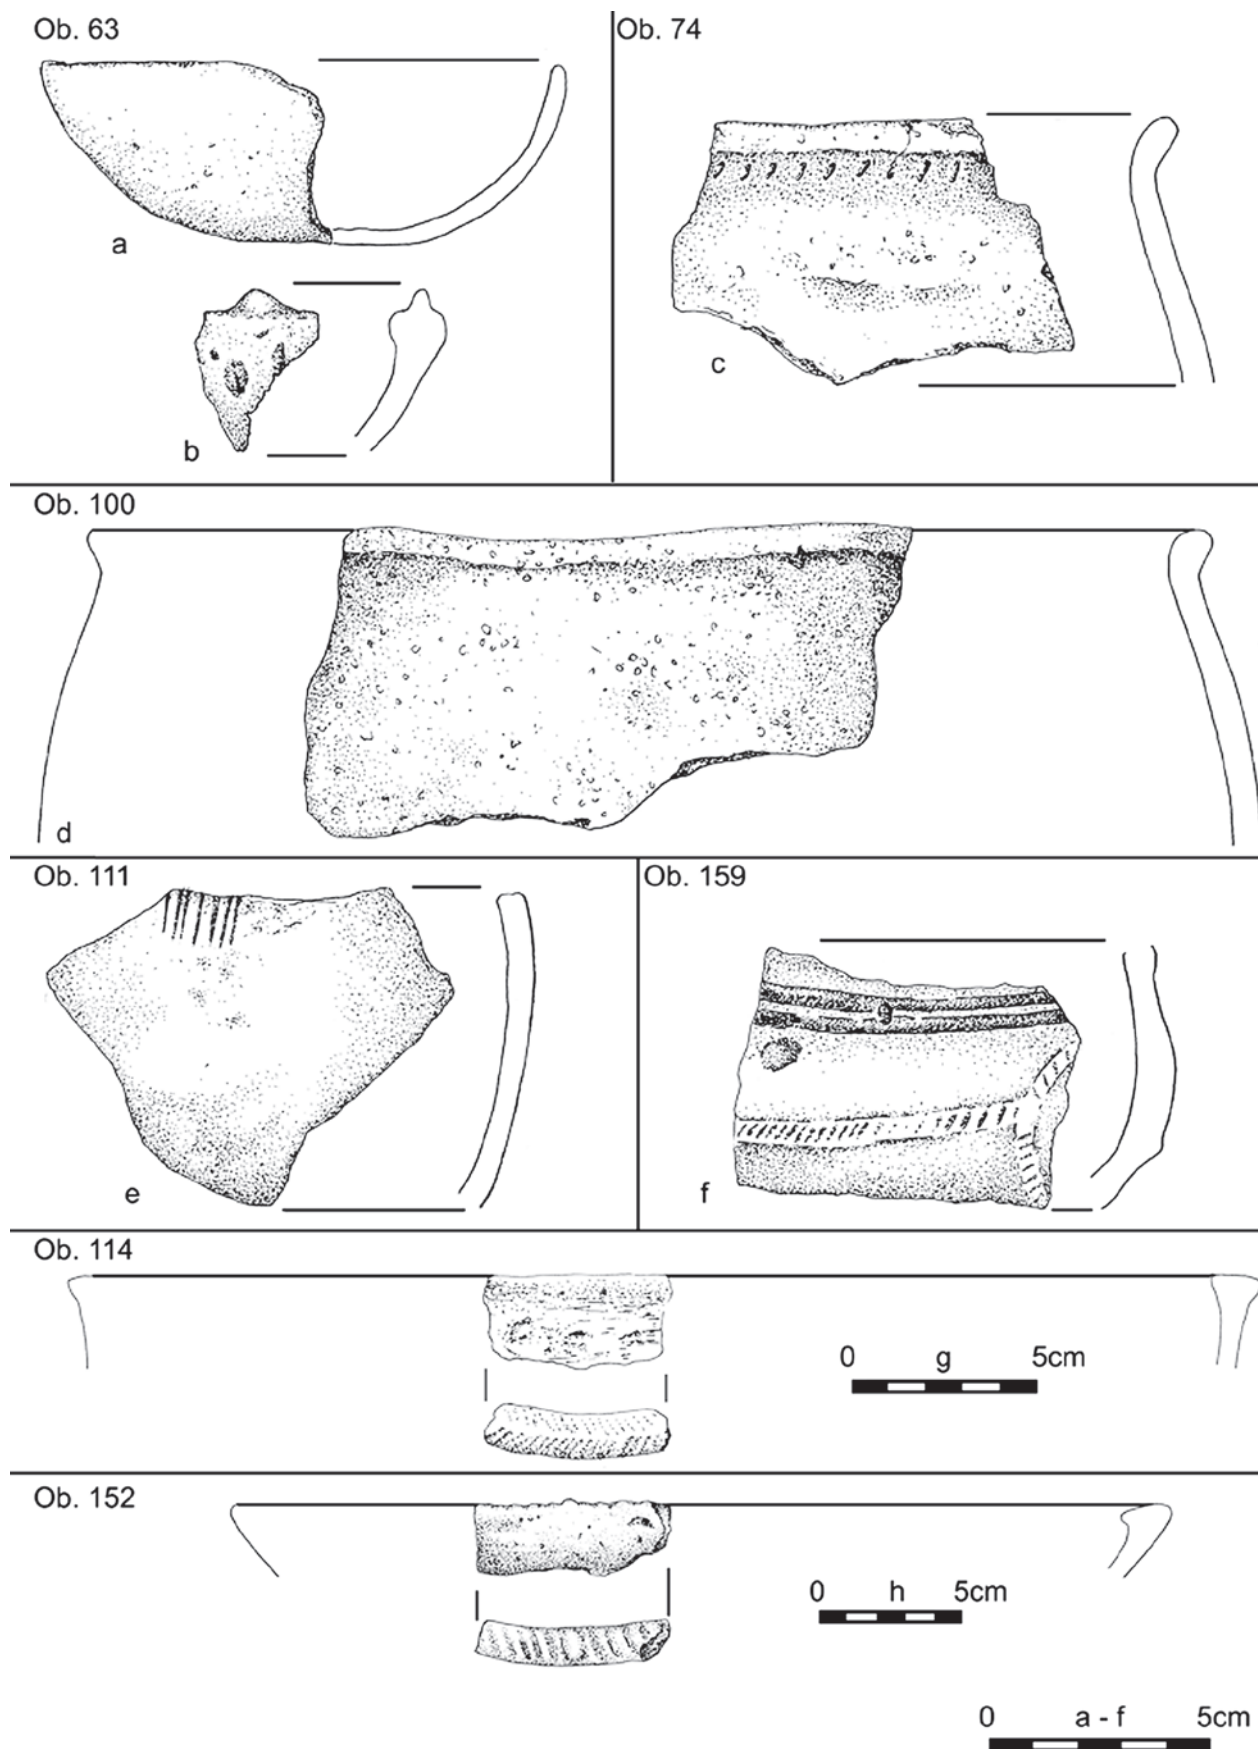 Ob. 63
Ob. 74
a
b
c
Ob. 100
d
Ob. 111
Ob. 159
e
f
Ob. 114
0 g 5cm
Ob. 152
0 h 5cm
0 a - f 5cm